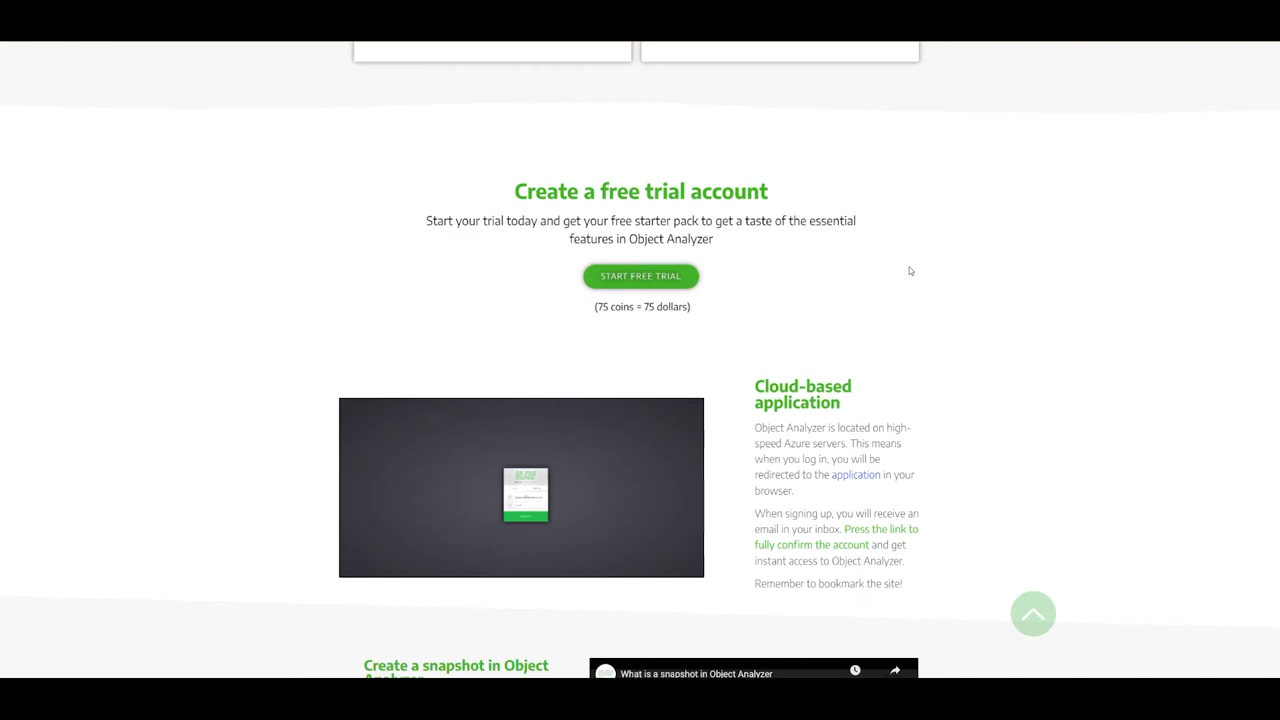 Create a free trial account
Start your trial today and get your free starter pack to get a taste of the essential
features in Object Analyzer
START FREE TRIAL
(75 coins = 75 dollars)
Cloud-based
application
Object Analyzer is located on high-
speed Azure servers. This means
when you log in, you will be
redirected to the application in your
browser.
When signing up, you will receive an
email in your inbox. Press the link to
fully confirm the account and get
instant access to Object Analyzer.
Remember to bookmark the site!
Create a snapshot in Object
What is a snapshot in Object Analyzer